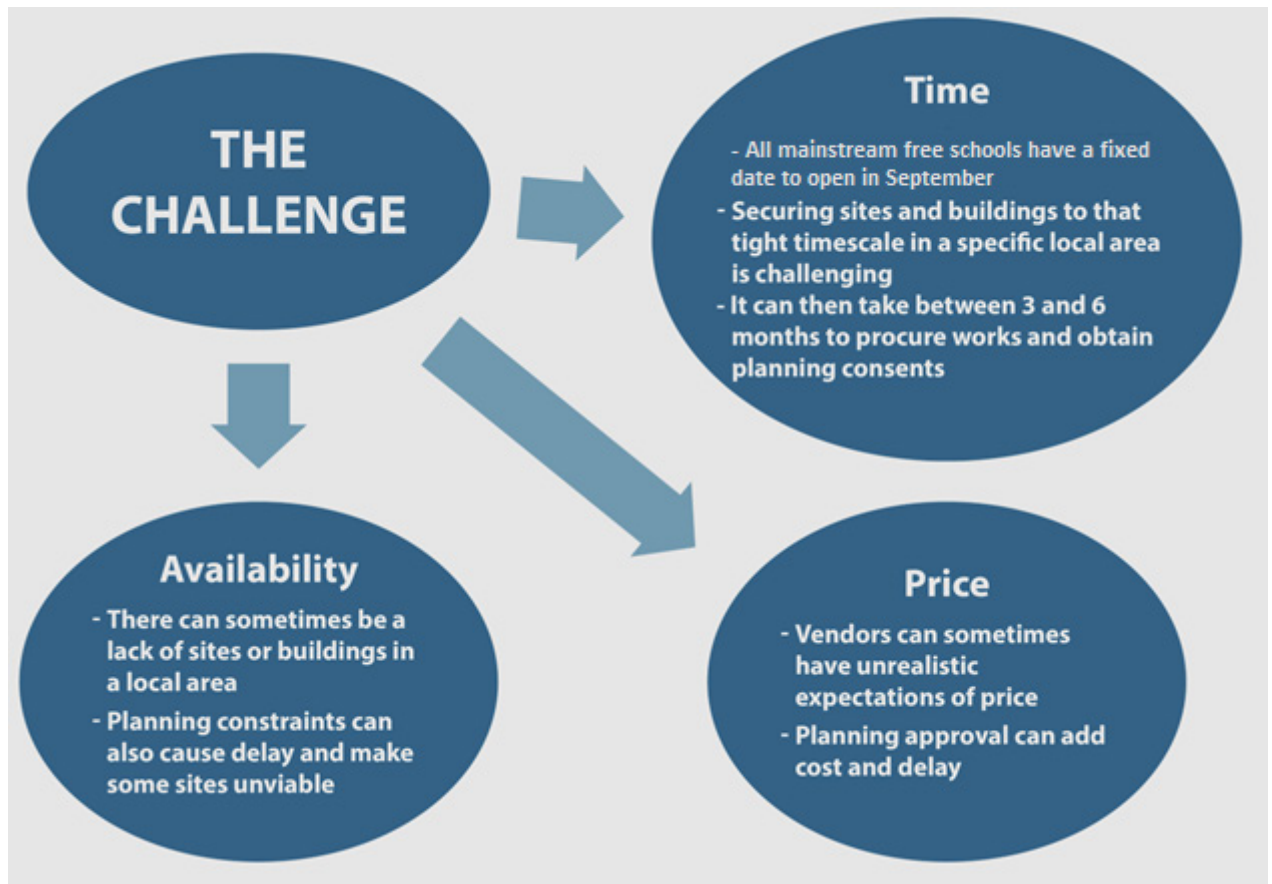 THE
CHALLENGE
Time
- All mainstream free schools have a fixed
date to open in September
- Securing sites and buildings to that
tight timescale in a specific local area
is challenging
- It can then take between 3 and 6
months to procure works and obtain
planning consents
Availability
- There can sometimes be a
lack of sites or buildings in
a local area
- Planning constraints can
also cause delay and make
some sites unviable
Price
- Vendors can sometimes
have unrealistic
expectations of price
- Planning approval can add
cost and delay